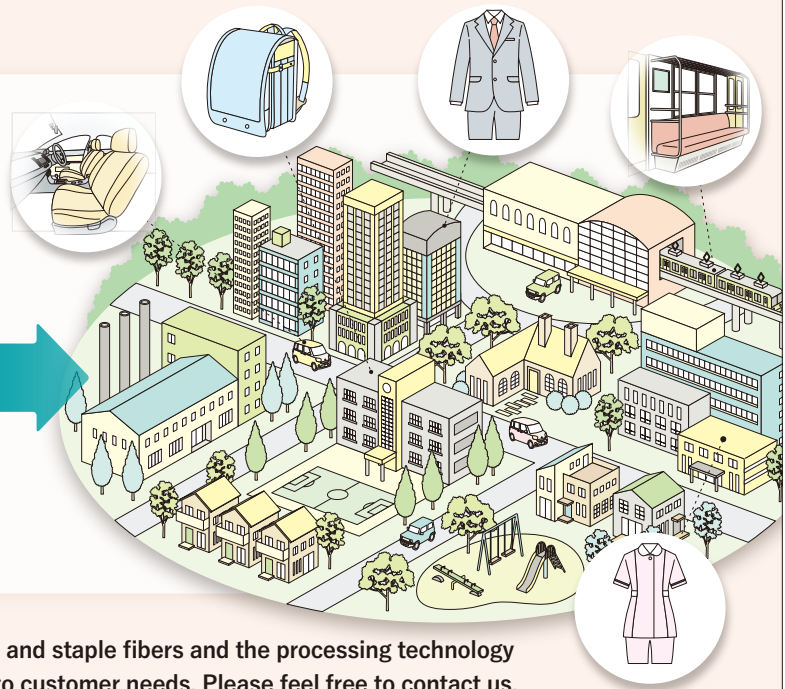 and staple fibers and the processing technology
to customer needs. Please feel free to contact us